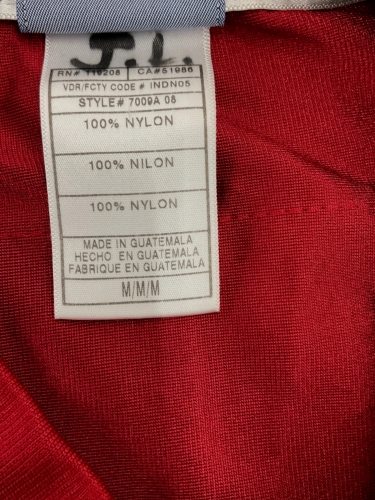 J.L.
RN# 119208 CA#51986
VDR/FCTY CODE # INDN05
STYLE# 7009A 08
100% NYLON
100% NILON
100% NYLON
MADE IN GUATEMALA
HECHO EN GUATEMALA
FABRIQUE EN GUATEMALA
M/M/M